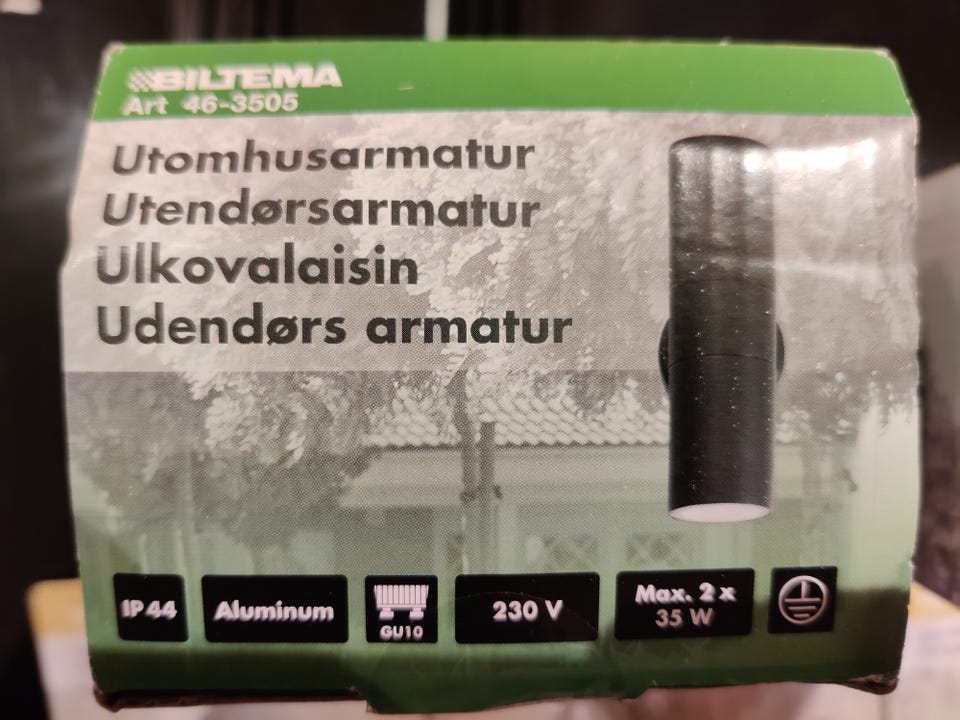 BILTEMA
Art 46-3505
Utomhusarmatur
Utendørsarmatur
Ulkovalaisin
Udendørs armatur
IP 44
Aluminum
GU10
230 V
Max. 2 x
35 W